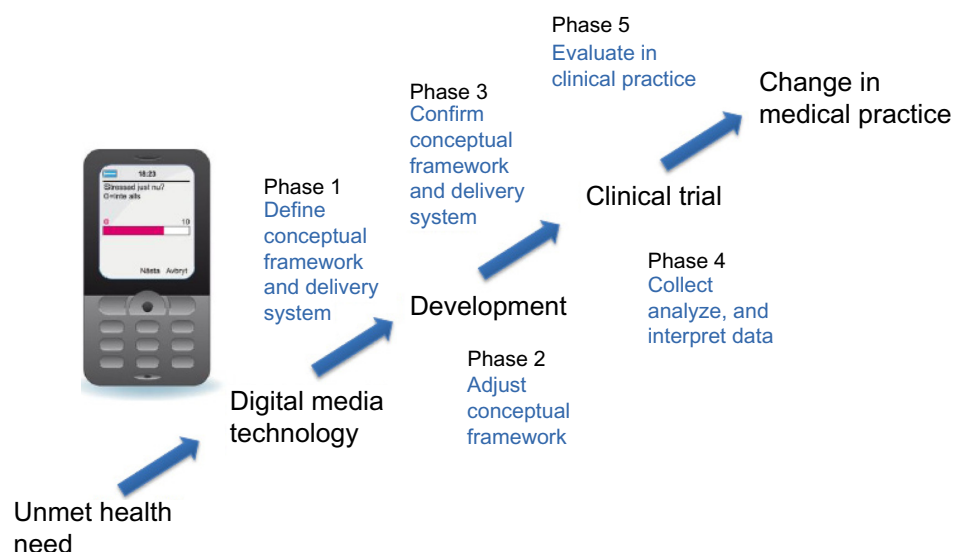 Phase 5
Evaluate in
clinical practice
Change in
medical practice
Phase 3
Confirm
conceptual
framework
and delivery
system
18:23
Stressad just nu?
0=inte alls
0
10
Nästa Avbryt
Phase 1
Define
conceptual
framework
and delivery
system
Clinical trial
Phase 4
Collect
analyze, and
interpret data
Development
Phase 2
Adjust
conceptual
framework
Digital media
technology
Unmet health
need